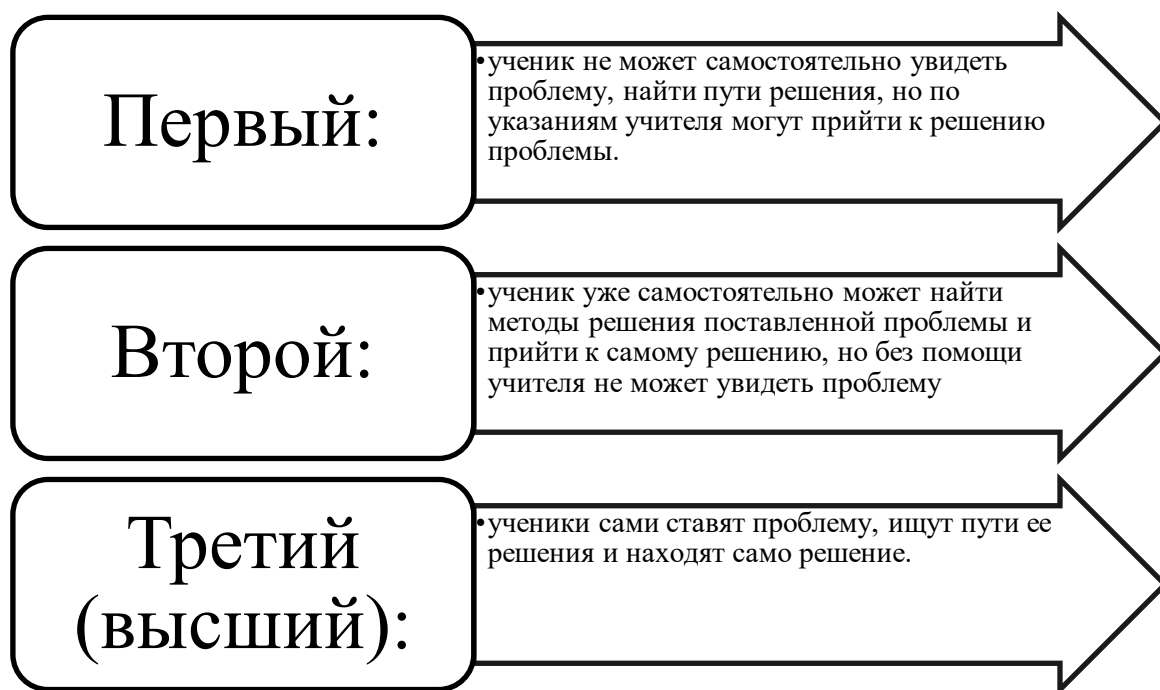 Первый:
•ученик не может самостоятельно увидеть
проблему, найти пути решения, но по
указаниям учителя могут прийти к решению
проблемы.
Второй:
•ученик уже самостоятельно может найти
методы решения поставленной проблемы и
прийти к самому решению, но без помощи
учителя не может увидеть проблему
Третий
(высший):
•ученики сами ставят проблему, ищут пути ее
решения и находят само решение.